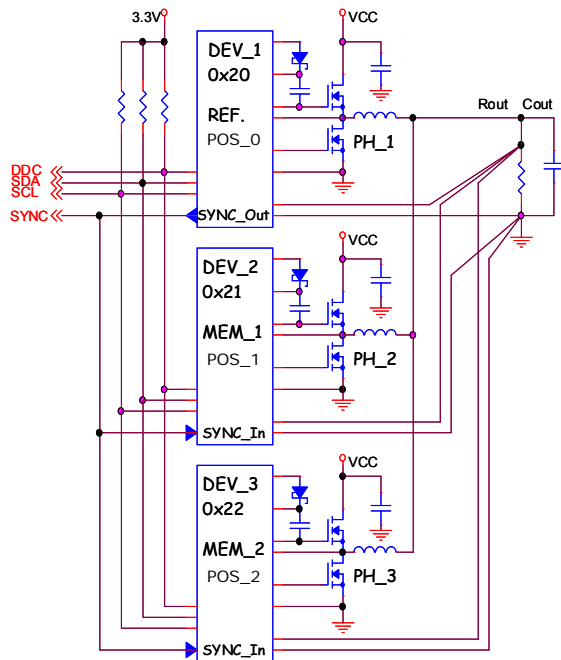 3.3V
VCC
DEV_1
0x20
REF.
POS_0
PH_1
Rout Cout
DDC
SDA
SCL
SYNC
SYNC_Out
VCC
DEV_2
0x21
MEM_1
POS_1
PH_2
SYNC_In
VCC
DEV_3
0x22
MEM_2
POS_2
PH_3
SYNC_In